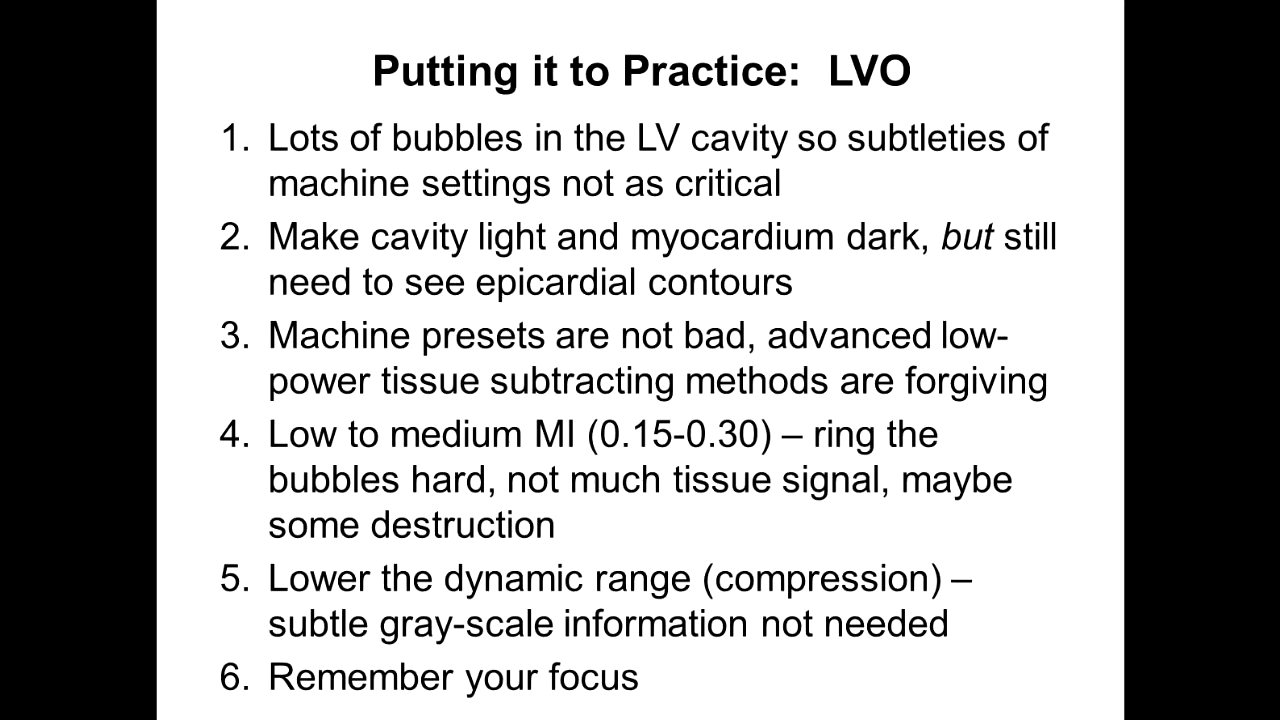 Putting it to Practice: LVO
1. Lots of bubbles in the LV cavity so subtleties of
machine settings not as critical
2. Make cavity light and myocardium dark, but still
need to see epicardial contours
3. Machine presets are not bad, advanced low-
power tissue subtracting methods are forgiving
4. Low to medium MI (0.15-0.30) – ring the
bubbles hard, not much tissue signal, maybe
some destruction
5. Lower the dynamic range (compression) –
subtle gray-scale information not needed
6. Remember your focus